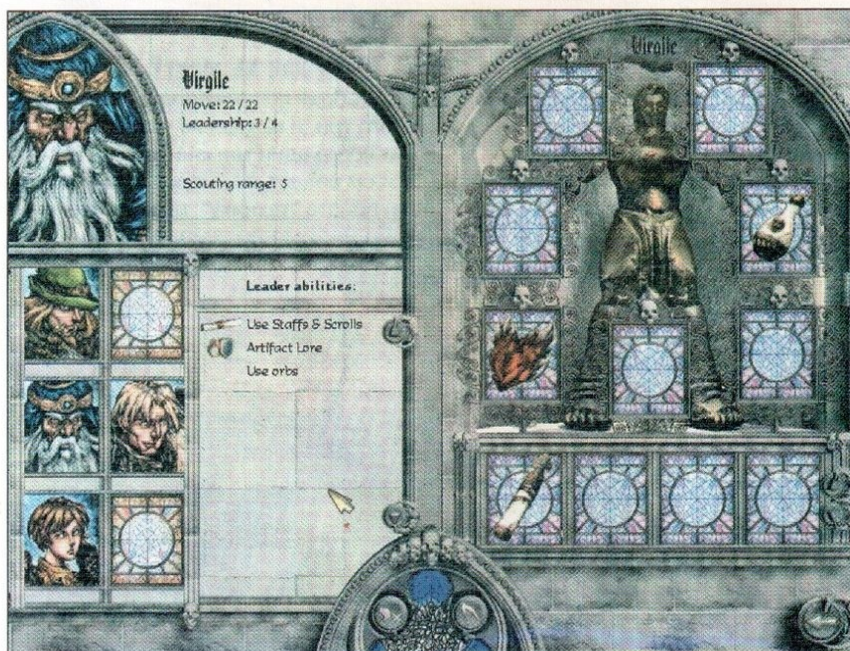 Virgile
Move: 22 / 22
Leadership: 3 / 4
Scouting range: 5
Leader abilities:
Use Staffs & Scrolls
Artifact Lore
Use orbs
Virgile